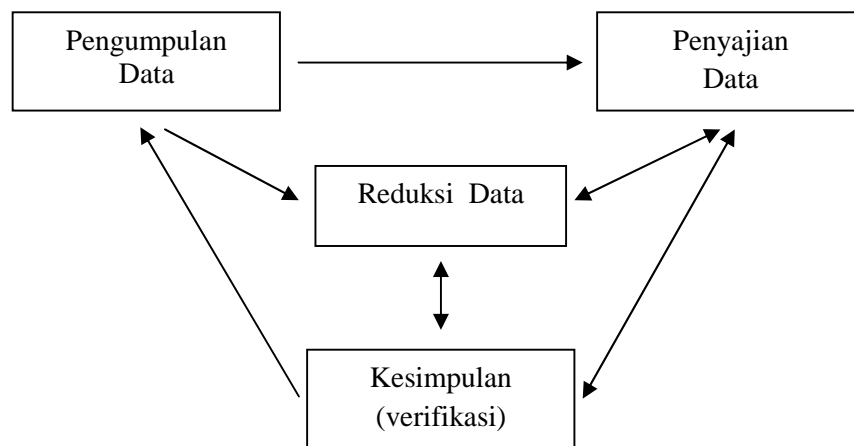 Pengumpulan
Data
Penyajian
Data
Reduksi Data
Kesimpulan
(verifikasi)